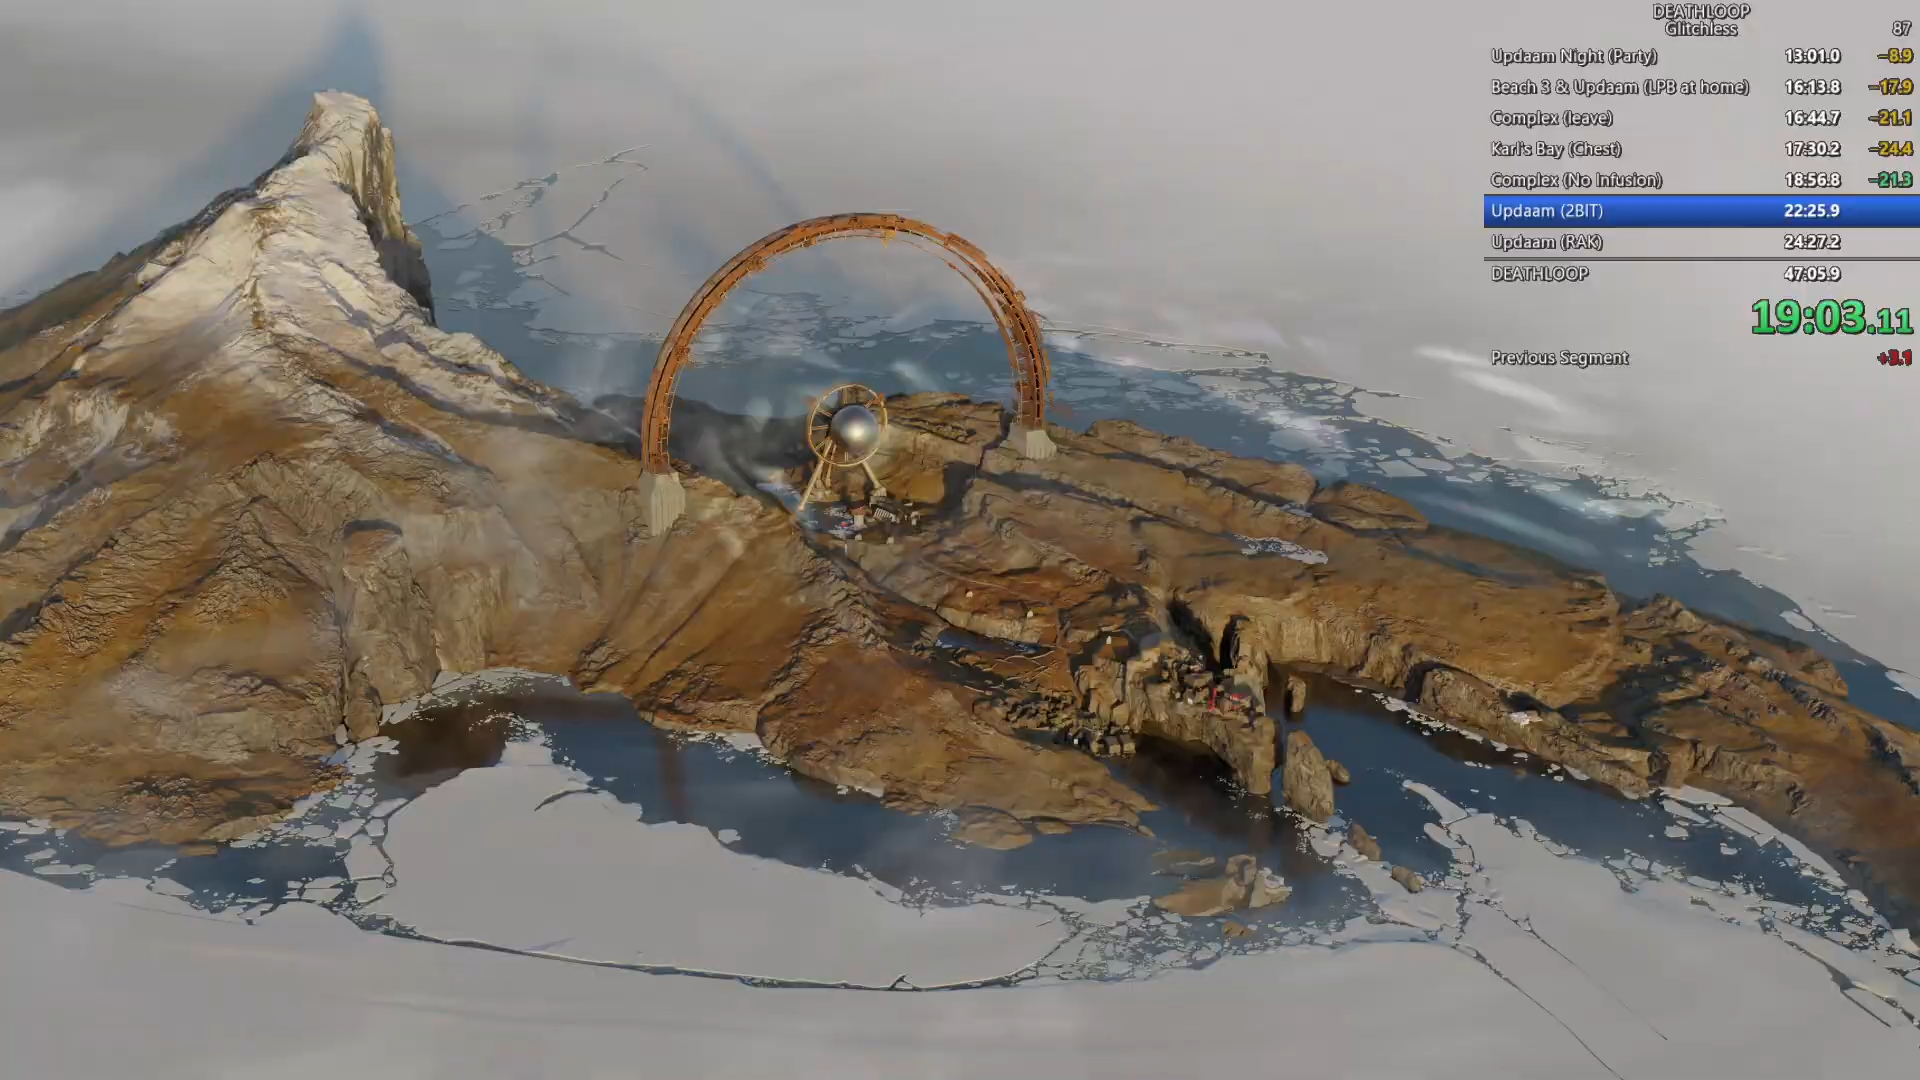 DEATHLOOP
Glitchless 87
Updaam Night (Party) 13:01.0 −8.9
Beach 3 & Updaam (LPB at home) 16:13.8 −17.9
Complex (leave) 16:44.7 −21.1
Karl's Bay (Chest) 17:30.2 −24.4
Complex (No Infusion) 18:56.8 −21.3
Updaam (2BIT) 22:25.9
Updaam (RAK) 24:27.2
DEATHLOOP 47:05.9
19:03.11
Previous Segment +3.1